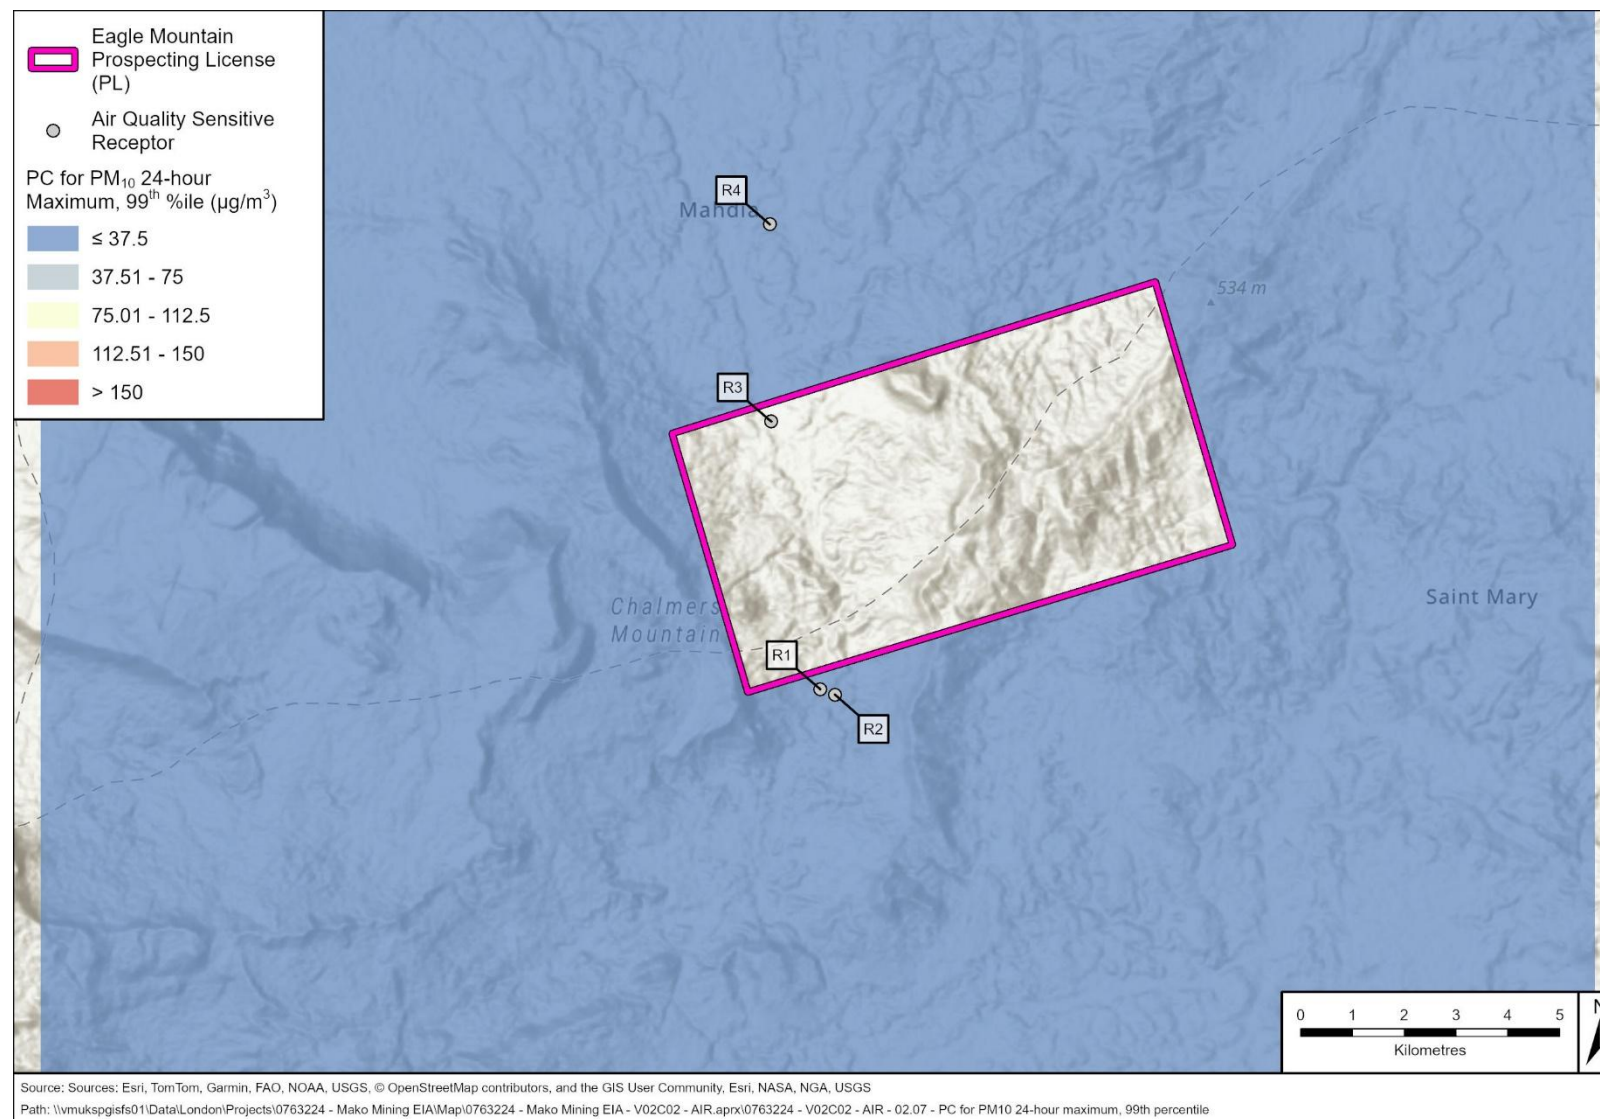 Eagle Mountain
Prospecting License
(PL)
Air Quality Sensitive
Receptor
PC for PM₁₀ 24-hour
Maximum, 99ᵗʰ %ile (µg/m³)
≤ 37.5
37.51 - 75
75.01 - 112.5
112.51 - 150
> 150
R4
Mahdia
534 m
R3
Chalmers
Mountain
Saint Mary
R1
R2
0 1 2 3 4 5
Kilometres
N
Source: Sources: Esri, TomTom, Garmin, FAO, NOAA, USGS, © OpenStreetMap contributors, and the GIS User Community, Esri, NASA, NGA, USGS
Path: \\vmukspgisfs01\Data\London\Projects\0763224 - Mako Mining EIA\Map\0763224 - Mako Mining EIA - V02C02 - AIR.aprx\0763224 - V02C02 - AIR - 02.07 - PC for PM10 24-hour maximum, 99th percentile